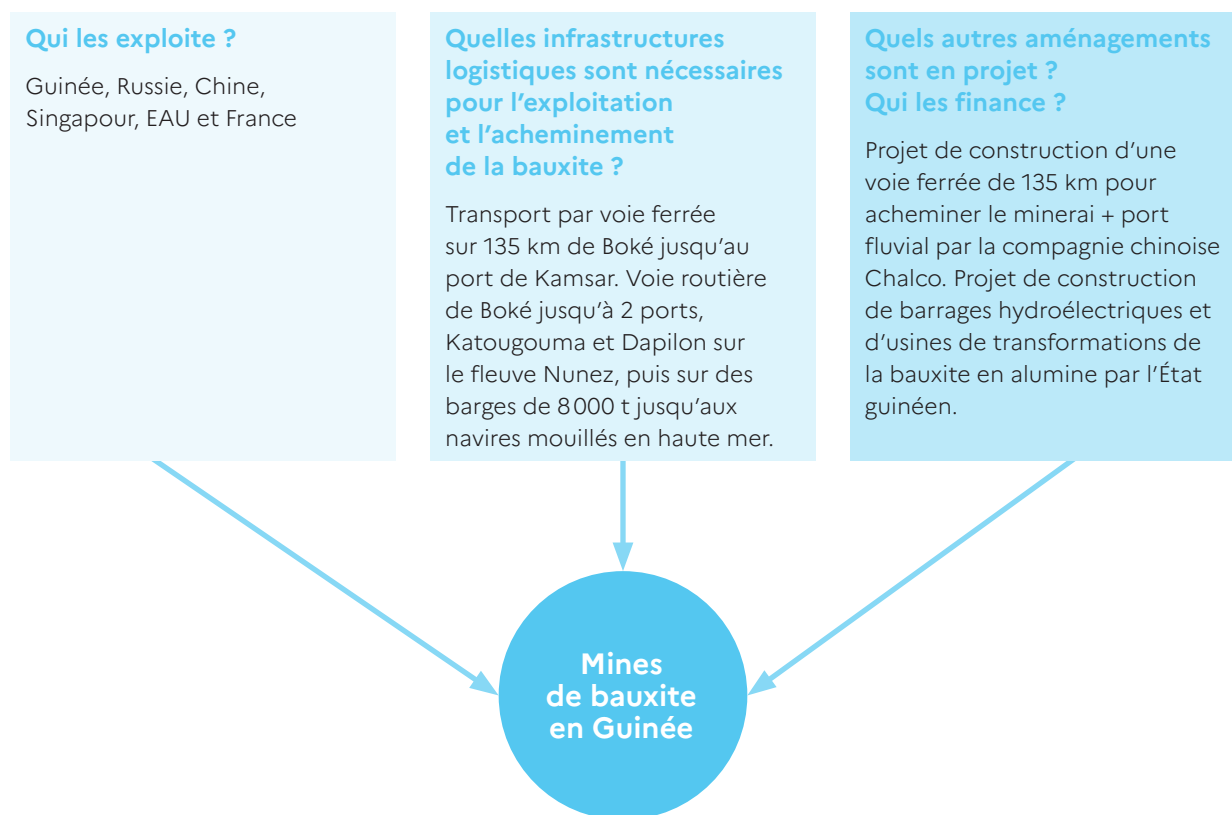 Qui les exploite ?
Guinée, Russie, Chine,
Singapour, EAU et France
Quelles infrastructures
logistiques sont nécessaires
pour l’exploitation
et l’acheminement
de la bauxite ?
Transport par voie ferrée
sur 135 km de Boké jusqu’au
port de Kamsar. Voie routière
de Boké jusqu’à 2 ports,
Katougouma et Dapilon sur
le fleuve Nunez, puis sur des
barges de 8 000 t jusqu’aux
navires mouillés en haute mer.
Quels autres aménagements
sont en projet ?
Qui les finance ?
Projet de construction d’une
voie ferrée de 135 km pour
acheminer le minerai + port
fluvial par la compagnie chinoise
Chalco. Projet de construction
de barrages hydroélectriques et
d’usines de transformations de
la bauxite en alumine par l’État
guinéen.
Mines
de bauxite
en Guinée